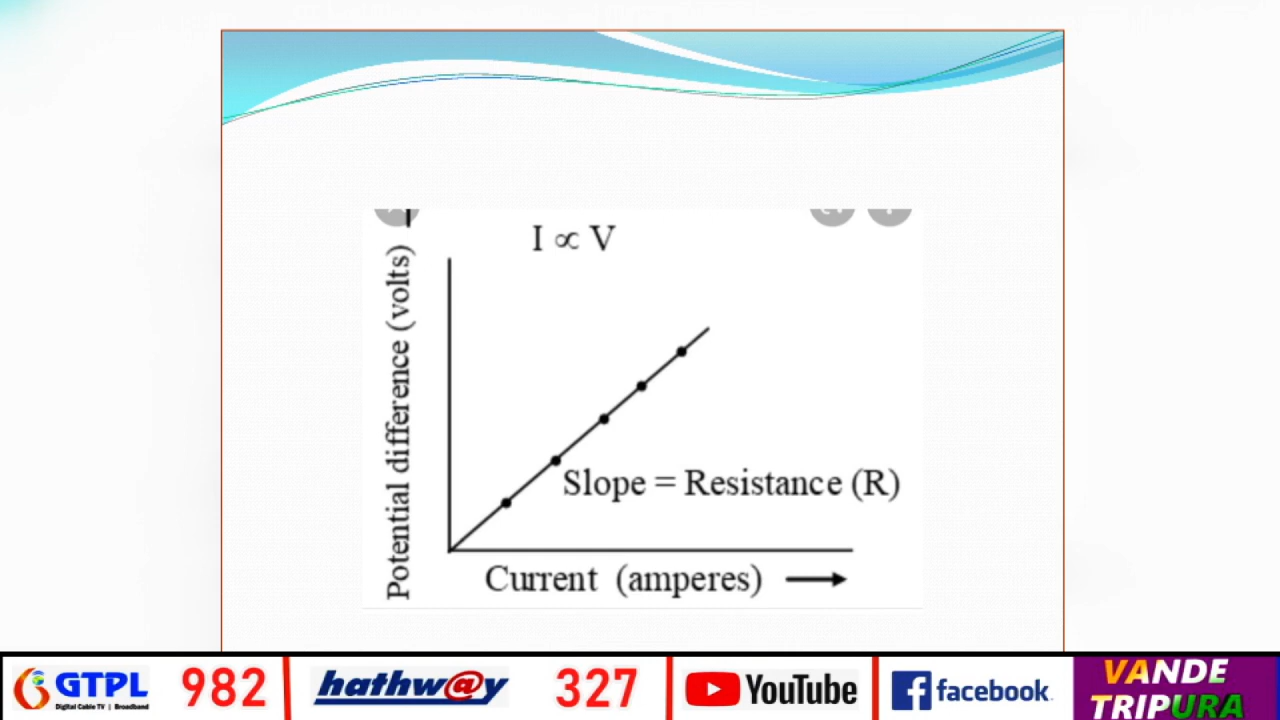 I ∝ V
Potential difference (volts)
Slope = Resistance (R)
Current (amperes)
GTPL
Digital Cable TV | Broadband
982
hathw@y
327
YouTube
facebook
VANDE
TRIPURA